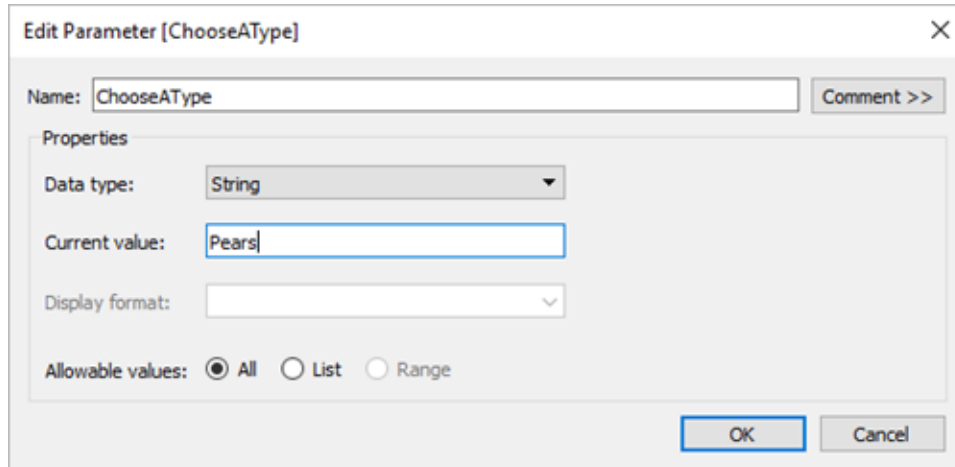 Edit Parameter [ChooseAType]
Name: ChooseAType Comment >>
Properties
Data type: String
Current value: Pears
Display format:
Allowable values: All List Range
OK Cancel